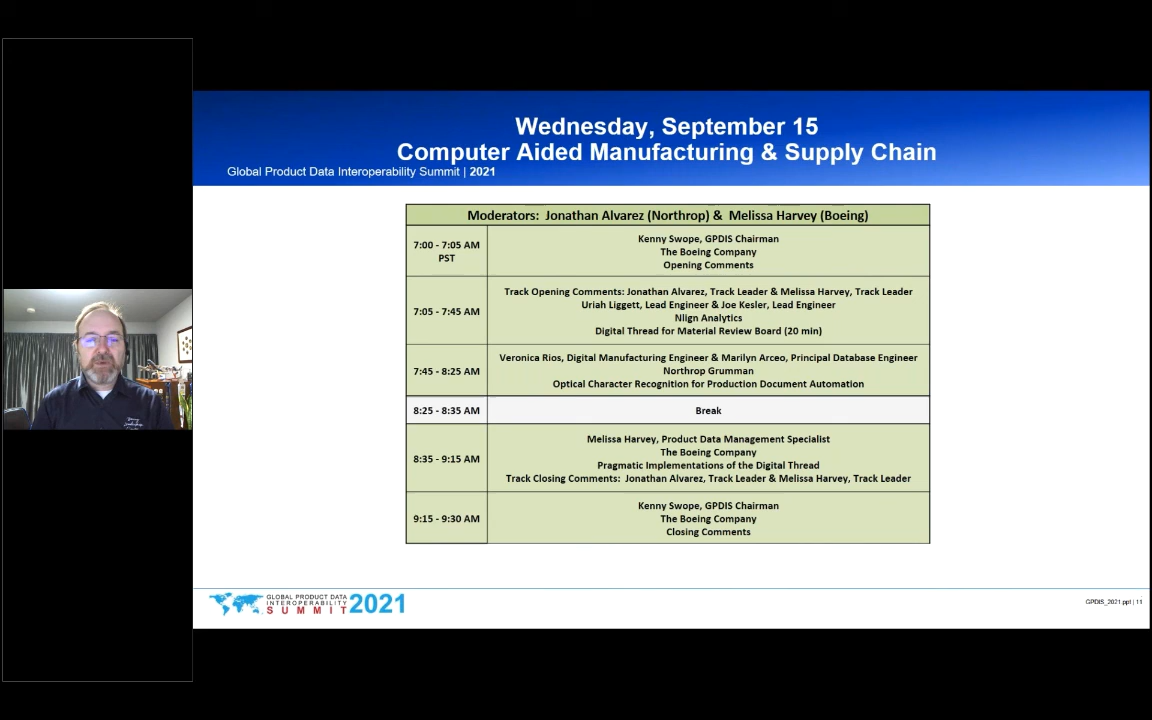 Wednesday, September 15
Computer Aided Manufacturing & Supply Chain
Global Product Data Interoperability Summit | 2021
Moderators: Jonathan Alvarez (Northrop) & Melissa Harvey (Boeing)
7:00 - 7:05 AM
PST
Kenny Swope, GPDIS Chairman
The Boeing Company
Opening Comments
7:05 - 7:45 AM
Track Opening Comments: Jonathan Alvarez, Track Leader & Melissa Harvey, Track Leader
Uriah Liggett, Lead Engineer & Joe Kesler, Lead Engineer
Nlign Analytics
Digital Thread for Material Review Board (20 min)
7:45 - 8:25 AM
Veronica Rios, Digital Manufacturing Engineer & Marilyn Arceo, Principal Database Engineer
Northrop Grumman
Optical Character Recognition for Production Document Automation
8:25 - 8:35 AM
Break
8:35 - 9:15 AM
Melissa Harvey, Product Data Management Specialist
The Boeing Company
Pragmatic Implementations of the Digital Thread
Track Closing Comments: Jonathan Alvarez, Track Leader & Melissa Harvey, Track Leader
9:15 - 9:30 AM
Kenny Swope, GPDIS Chairman
The Boeing Company
Closing Comments
GLOBAL PRODUCT DATA
INTEROPERABILITY
SUMMIT 2021
GPDIS_2021.ppt | 11